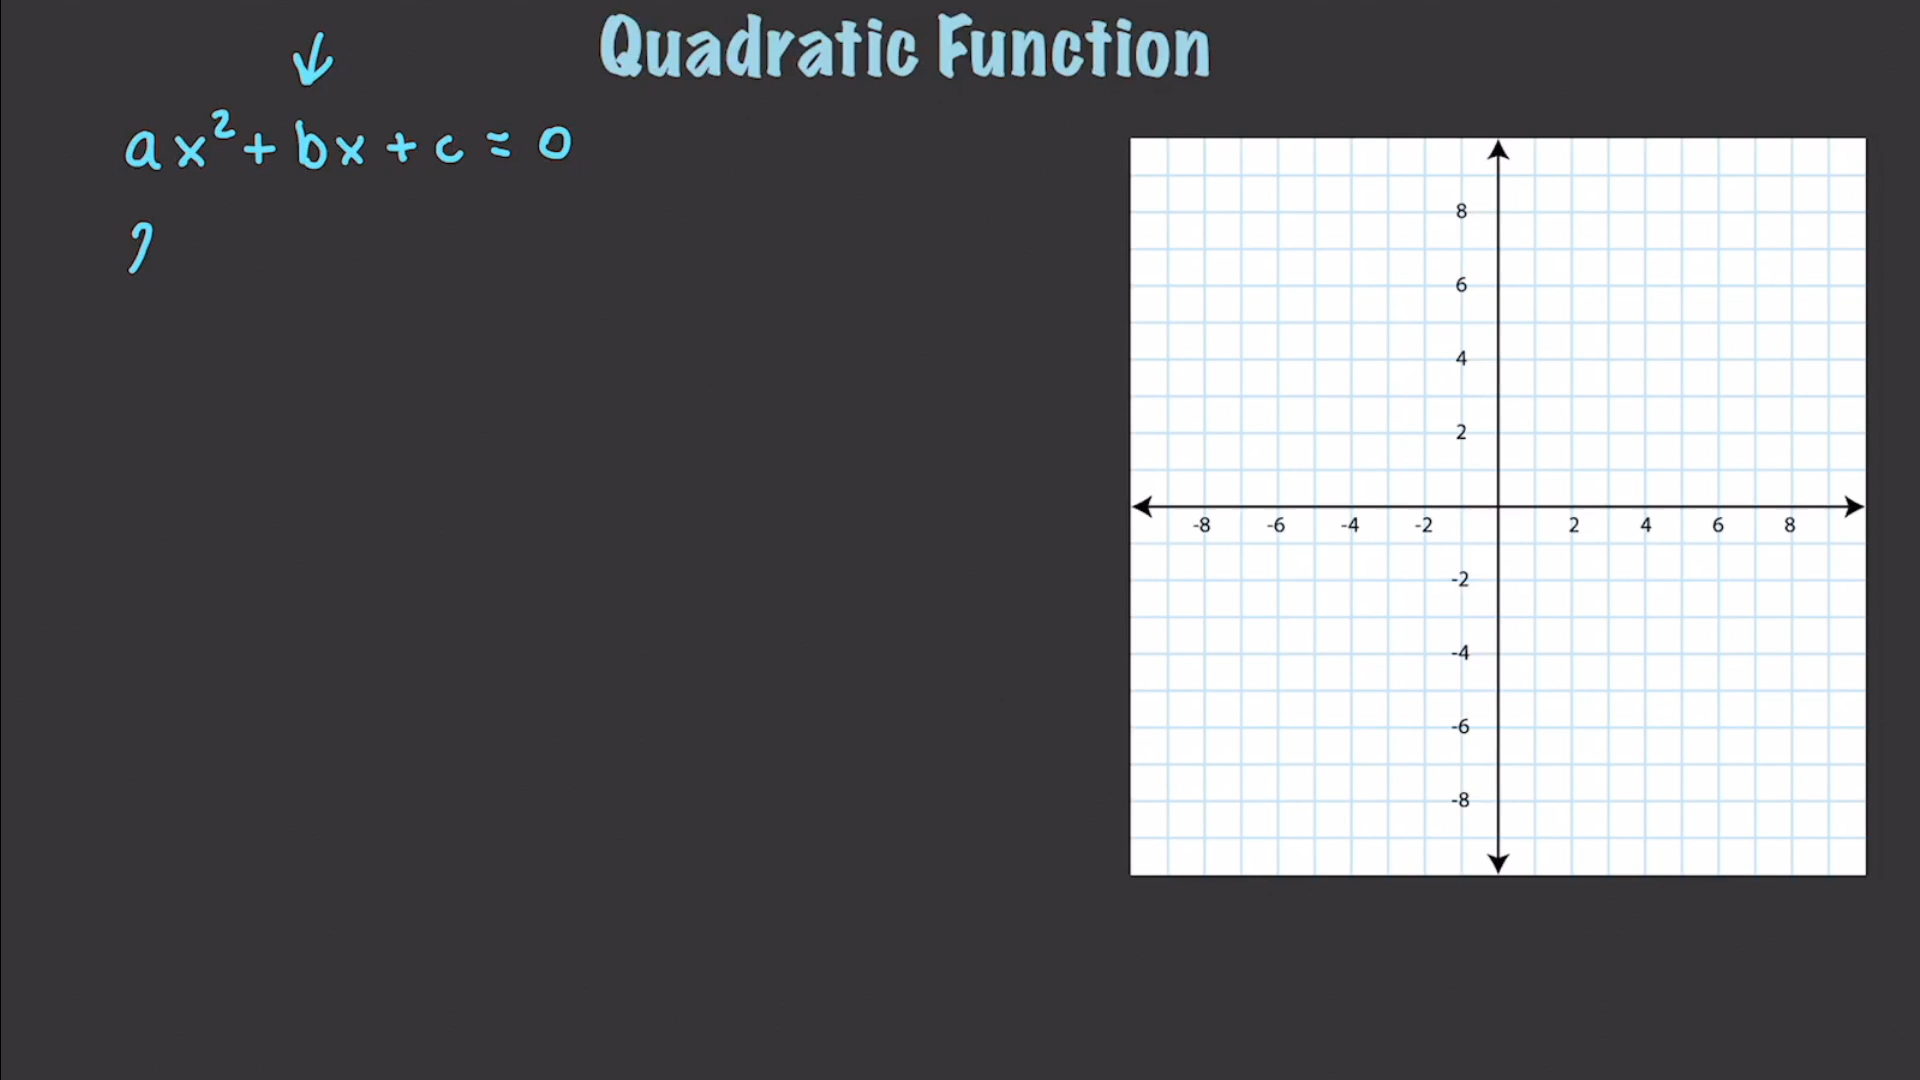 Quadratic Function
ax² + bx + c = 0
8
6
4
2
-8 -6 -4 -2 2 4 6 8
-2
-4
-6
-8